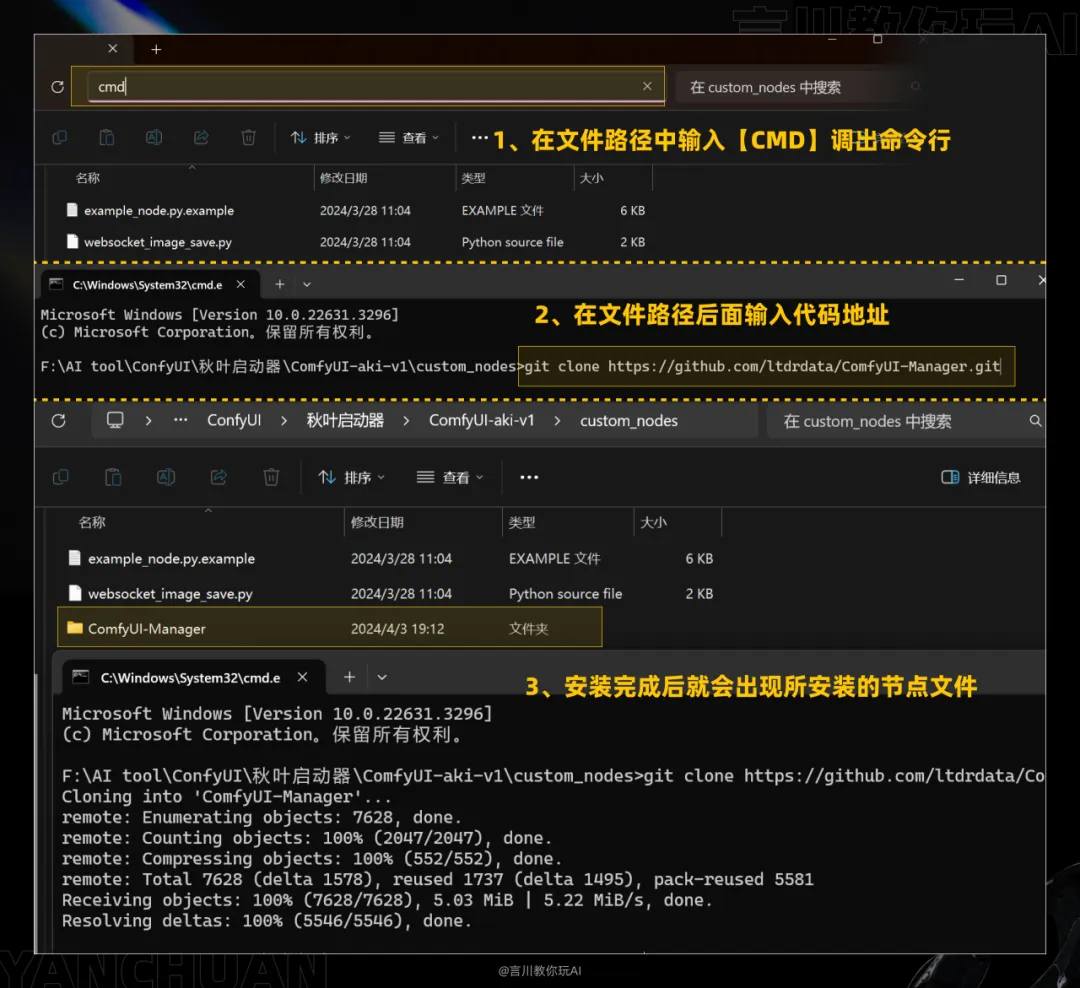 言川教你玩AI
cmd
在 custom_nodes 中搜索
排序
查看
1、在文件路径中输入【CMD】调出命令行
名称 修改日期 类型 大小
example_node.py.example 2024/3/28 11:04 EXAMPLE 文件 6 KB
websocket_image_save.py 2024/3/28 11:04 Python source file 2 KB
C:\Windows\System32\cmd.e
Microsoft Windows [Version 10.0.22631.3296]
(c) Microsoft Corporation。保留所有权利。
2、在文件路径后面输入代码地址
F:\AI tool\ConfyUI\秋叶启动器\ComfyUI-aki-v1\custom_nodes>git clone https://github.com/ltdrdata/ComfyUI-Manager.git
ConfyUI > 秋叶启动器 > ComfyUI-aki-v1 > custom_nodes
在 custom_nodes 中搜索
排序
查看
详细信息
名称 修改日期 类型 大小
example_node.py.example 2024/3/28 11:04 EXAMPLE 文件 6 KB
websocket_image_save.py 2024/3/28 11:04 Python source file 2 KB
ComfyUI-Manager 2024/4/3 19:12 文件夹
C:\Windows\System32\cmd.e
3、安装完成后就会出现所安装的节点文件
Microsoft Windows [Version 10.0.22631.3296]
(c) Microsoft Corporation。保留所有权利。
F:\AI tool\ConfyUI\秋叶启动器\ComfyUI-aki-v1\custom_nodes>git clone https://github.com/ltdrdata/Co
Cloning into 'ComfyUI-Manager'...
remote: Enumerating objects: 7628, done.
remote: Counting objects: 100% (2047/2047), done.
remote: Compressing objects: 100% (552/552), done.
remote: Total 7628 (delta 1578), reused 1737 (delta 1495), pack-reused 5581
Receiving objects: 100% (7628/7628), 5.03 MiB | 5.22 MiB/s, done.
Resolving deltas: 100% (5546/5546), done.
YANCHUAN
@言川教你玩AI